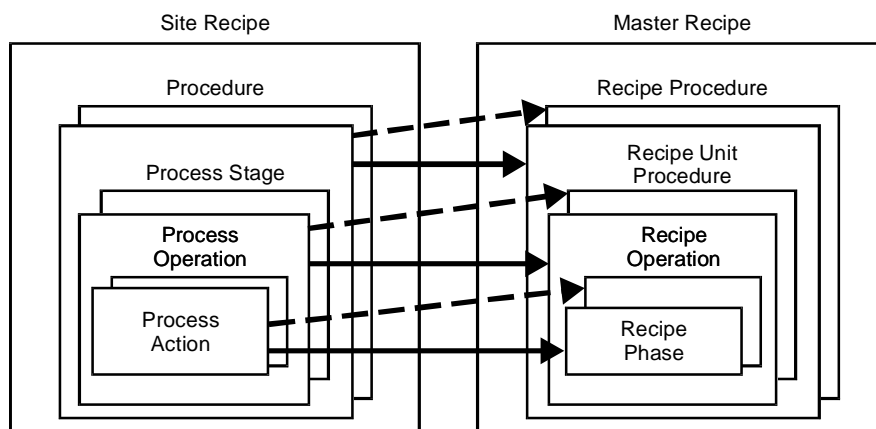 Site Recipe
Procedure
Process Stage
Process
Operation
Process
Action
Master Recipe
Recipe Procedure
Recipe Unit
Procedure
Recipe
Operation
Recipe
Phase